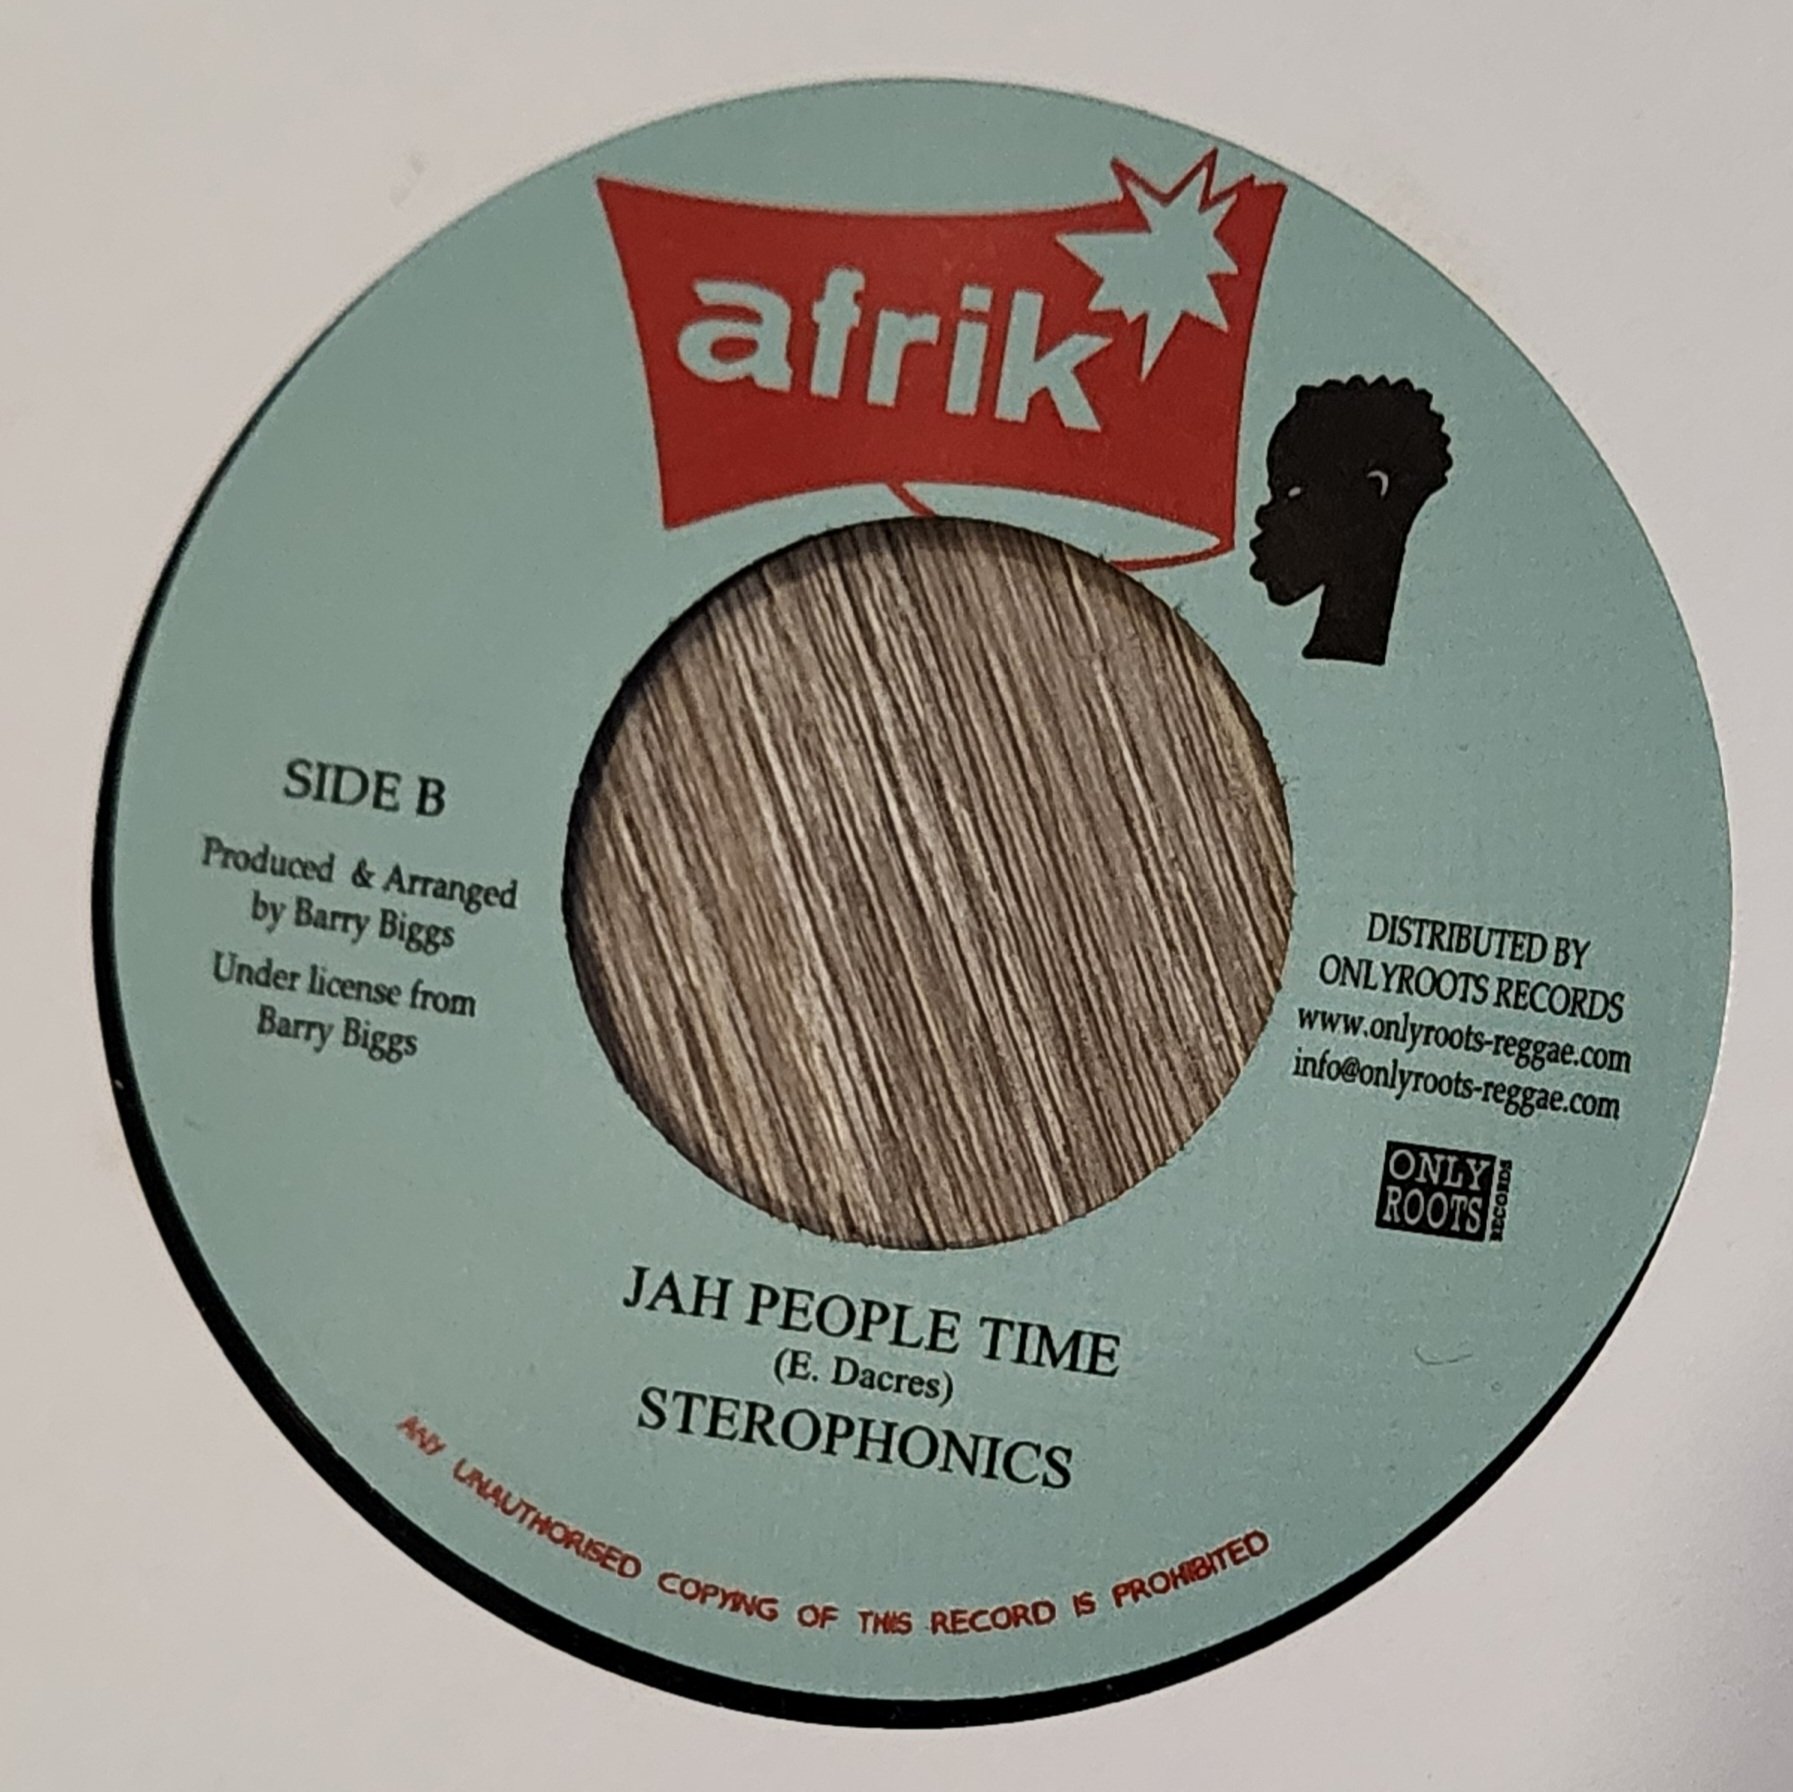 afrik
SIDE B
Produced & Arranged
by Barry Biggs
Under license from
Barry Biggs
DISTRIBUTED BY
ONLYROOTS RECORDS
www.onlyroots-reggae.com
info@onlyroots-reggae.com
ONLY
ROOTS
RECORDS
JAH PEOPLE TIME
(E. Dacres)
STEROPHONICS
ANY UNAUTHORISED COPYING OF THIS RECORD IS PROHIBITED